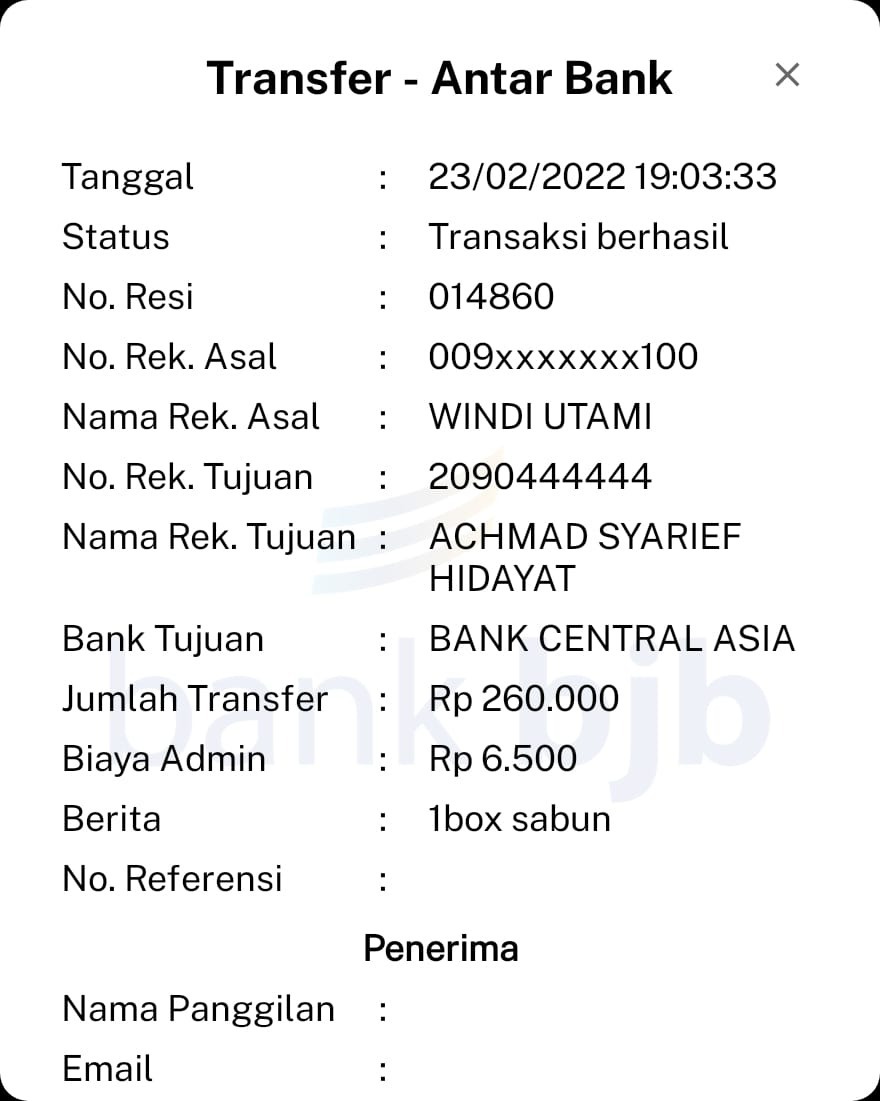 Transfer - Antar Bank
Tanggal : 23/02/2022 19:03:33
Status : Transaksi berhasil
No. Resi : 014860
No. Rek. Asal : 009xxxxxxx100
Nama Rek. Asal : WINDI UTAMI
No. Rek. Tujuan : 2090444444
Nama Rek. Tujuan : ACHMAD SYARIEF
HIDAYAT
Bank Tujuan : BANK CENTRAL ASIA
Jumlah Transfer : Rp 260.000
bank bjb
Biaya Admin : Rp 6.500
Berita : 1box sabun
No. Referensi :
Penerima
Nama Panggilan :
Email :